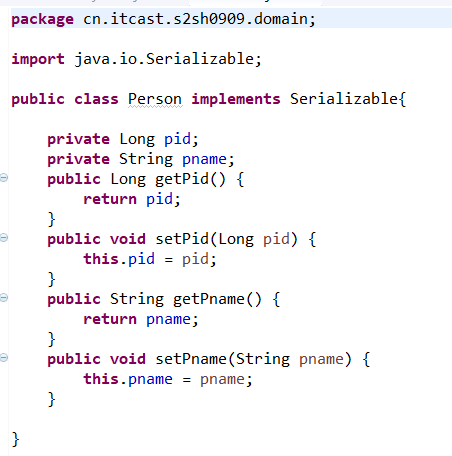 package cn.itcast.s2sh0909.domain;
import java.io.Serializable;
public class Person implements Serializable{
private Long pid;
private String pname;
public Long getPid() {
return pid;
}
public void setPid(Long pid) {
this.pid = pid;
}
public String getPname() {
return pname;
}
public void setPname(String pname) {
this.pname = pname;
}
}